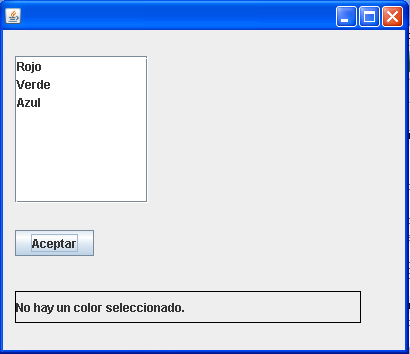 Rojo
Verde
Azul
Aceptar
No hay un color seleccionado.